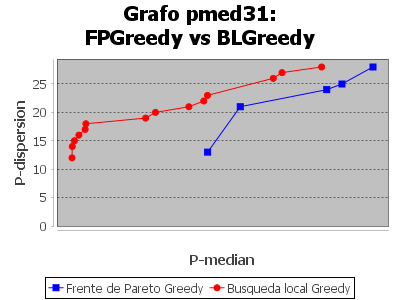 Grafo pmed31:
FPGreedy vs BLGreedy
P-dispersion
25
20
15
10
5
0
P-median
Frente de Pareto Greedy
Busqueda local Greedy